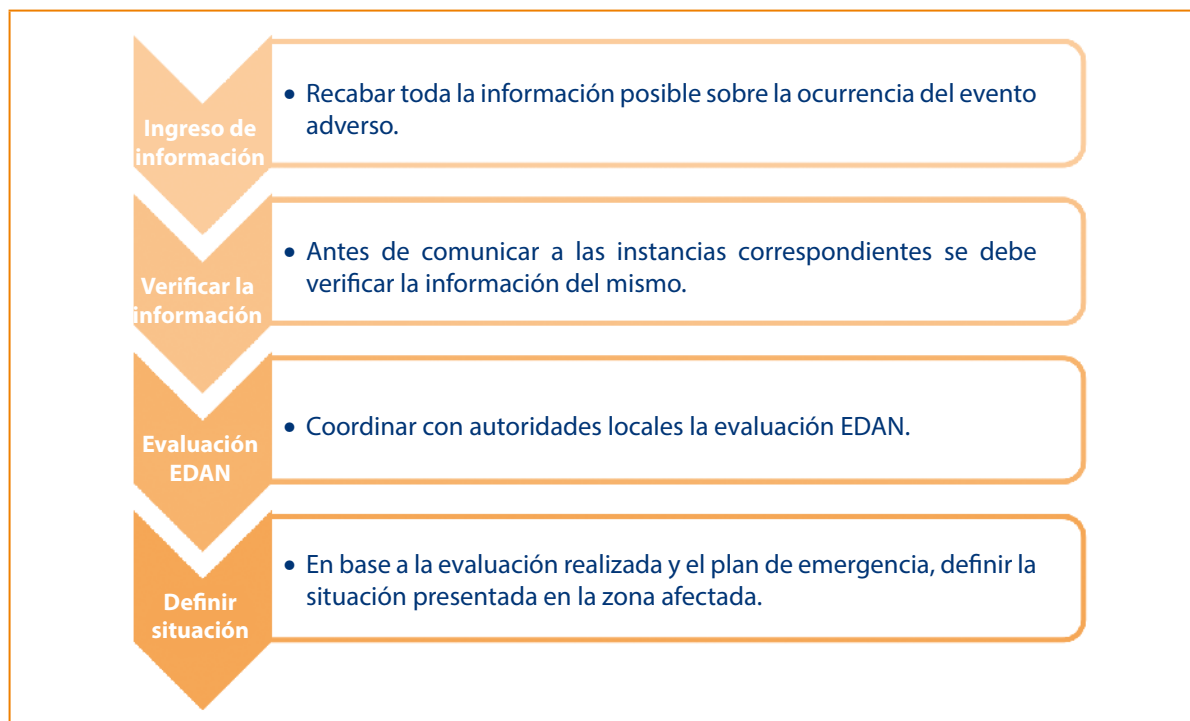 Ingreso de
información
• Recabar toda la información posible sobre la ocurrencia del evento
adverso.
Verificar la
información
• Antes de comunicar a las instancias correspondientes se debe
verificar la información del mismo.
Evaluación
EDAN
• Coordinar con autoridades locales la evaluación EDAN.
Definir
situación
• En base a la evaluación realizada y el plan de emergencia, definir la
situación presentada en la zona afectada.